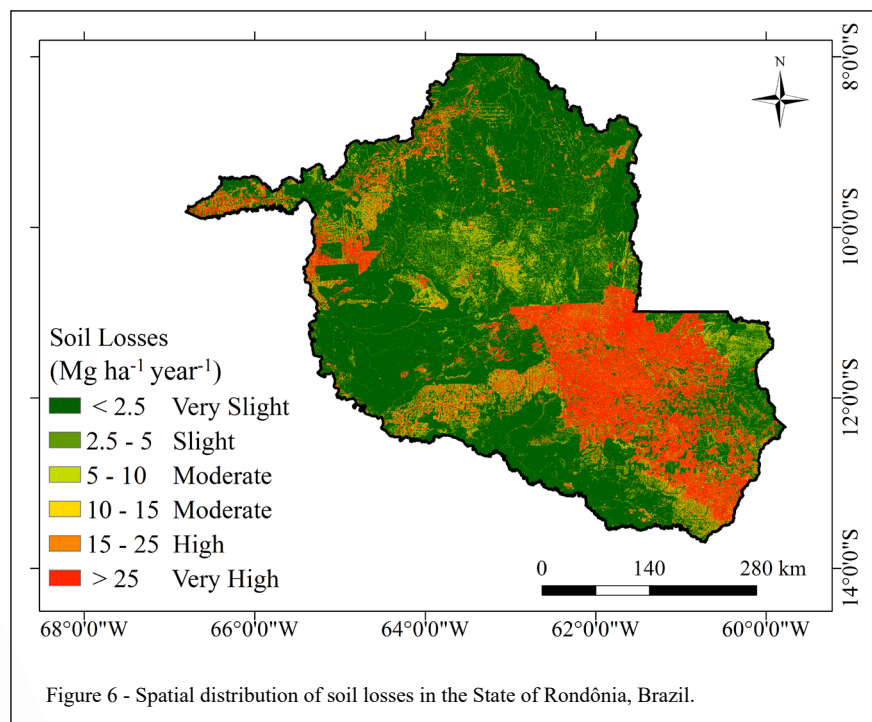 N
8°0'0"S
10°0'0"S
12°0'0"S
14°0'0"S
Soil Losses
(Mg ha⁻¹ year⁻¹)
< 2.5 Very Slight
2.5 - 5 Slight
5 - 10 Moderate
10 - 15 Moderate
15 - 25 High
> 25 Very High
0 140 280 km
68°0'0"W 66°0'0"W 64°0'0"W 62°0'0"W 60°0'0"W
Figure 6 - Spatial distribution of soil losses in the State of Rondônia, Brazil.